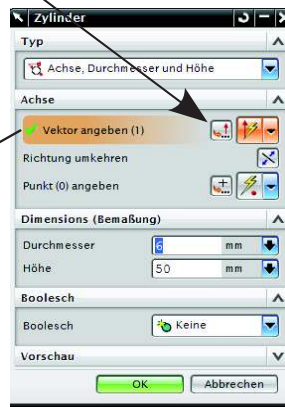 Zylinder
Typ
Achse, Durchmesser und Höhe
Achse
Vektor angeben (1)
Richtung umkehren
Punkt (0) angeben
Dimensions (Bemaßung)
Durchmesser 6 mm
Höhe 50 mm
Boolesch
Boolesch Keine
Vorschau
OK Abbrechen